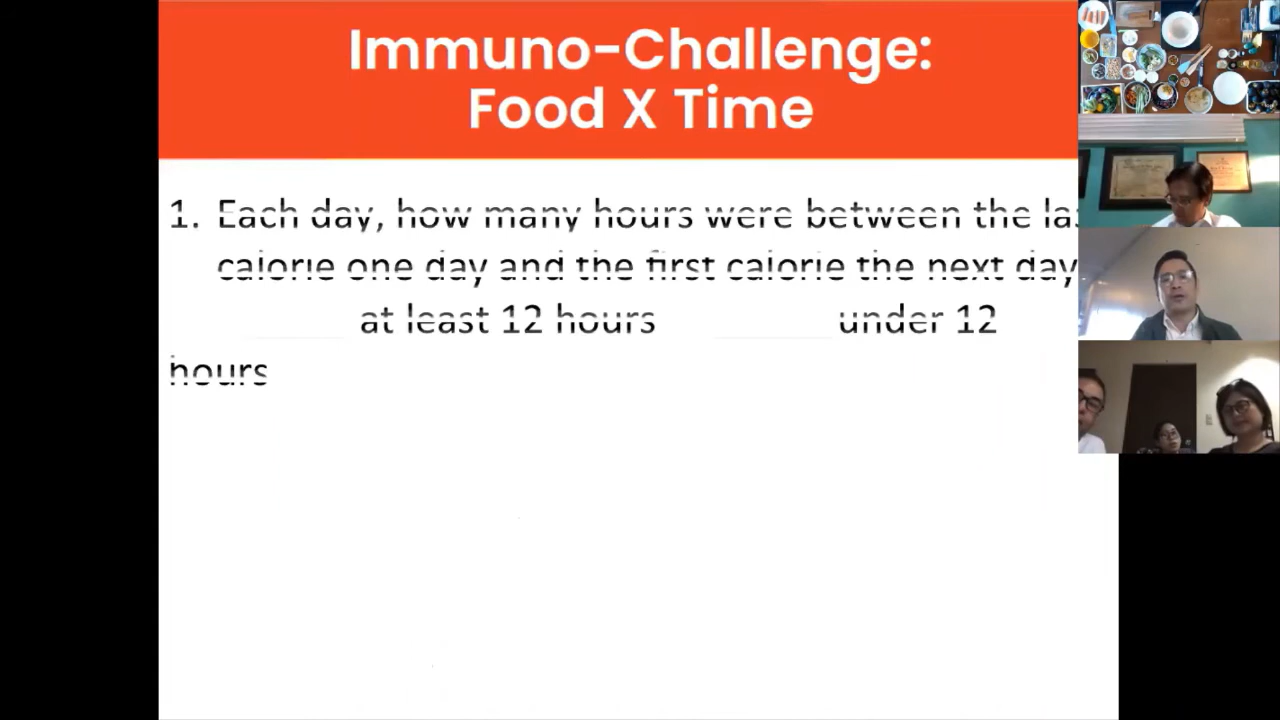 Immuno-Challenge:
Food X Time
1. Each day, how many hours were between the
calorie one day and the first calorie the next day
at least 12 hours under 12
hours